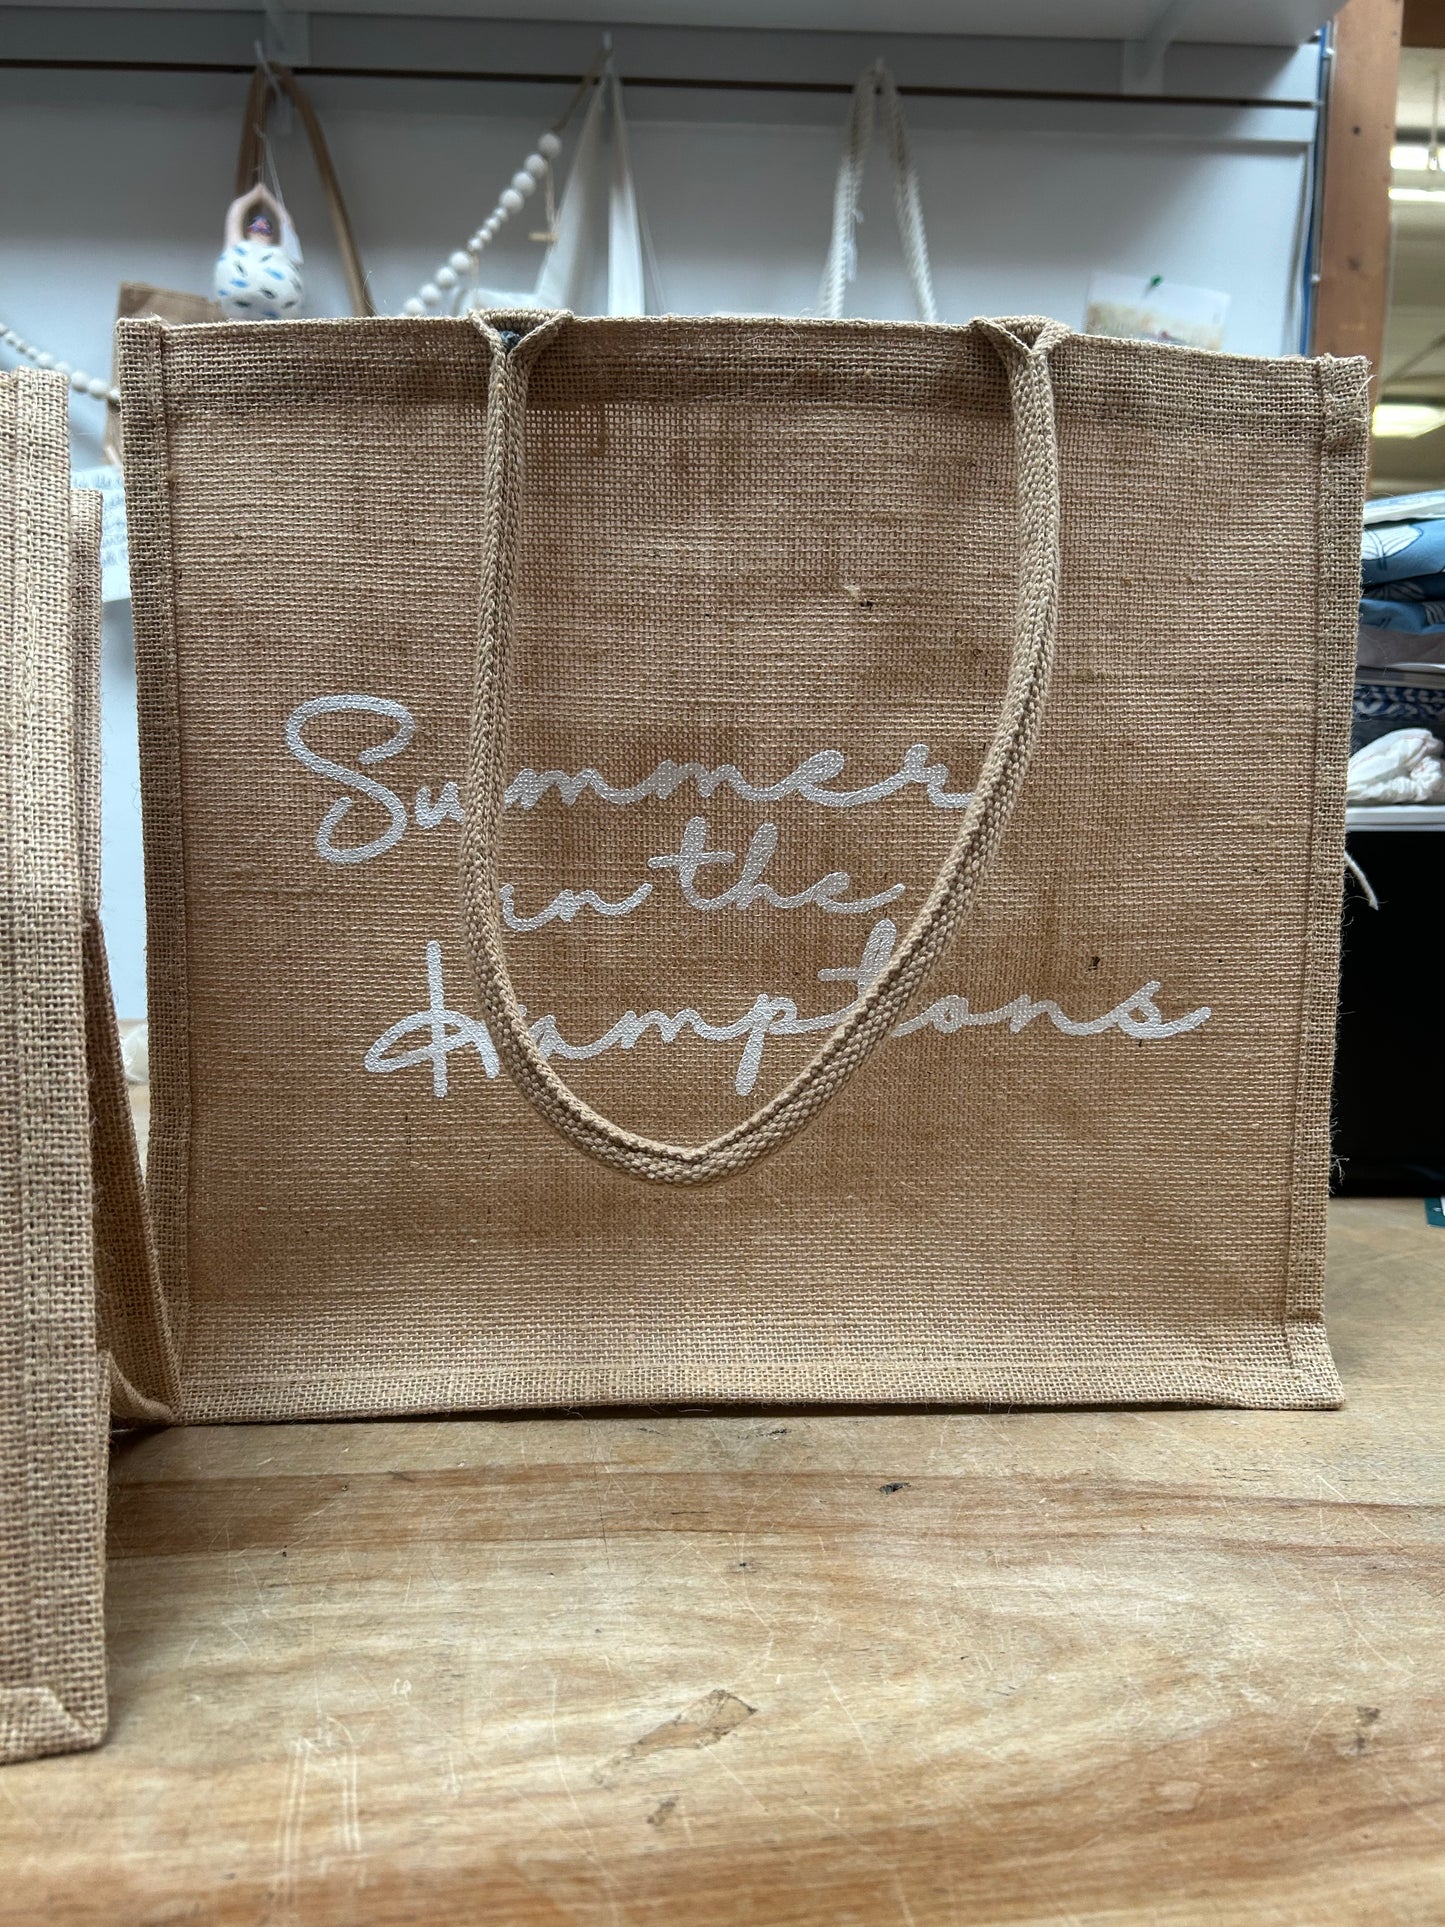 Summer
in the
Hamptons